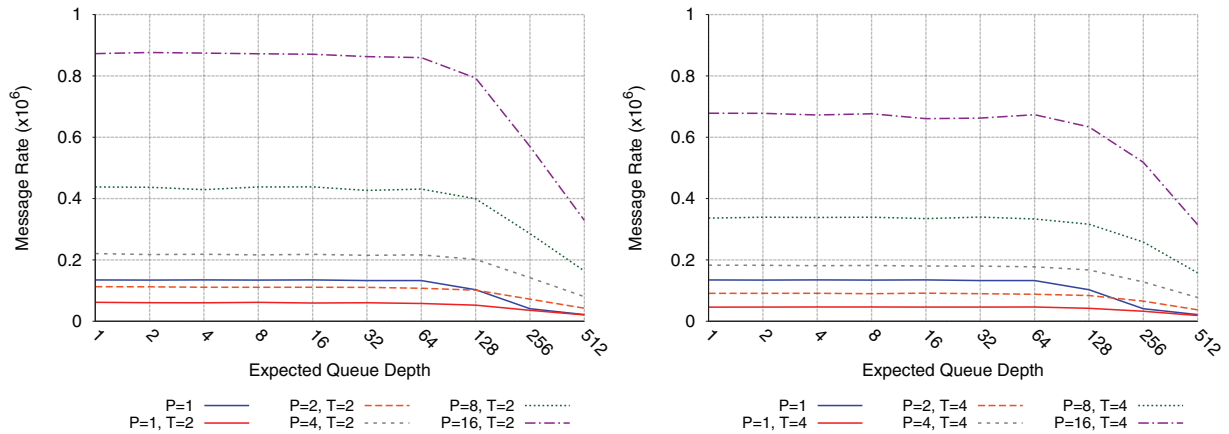 Message Rate (x10^6)
1
0.8
0.6
0.4
0.2
0
1 2 4 8 16 32 64 128 256 512
Expected Queue Depth
P=1 P=2, T=2 P=8, T=2
P=1, T=2 P=4, T=2 P=16, T=2
Message Rate (x10^6)
1
0.8
0.6
0.4
0.2
0
1 2 4 8 16 32 64 128 256 512
Expected Queue Depth
P=1 P=2, T=4 P=8, T=4
P=1, T=4 P=4, T=4 P=16, T=4